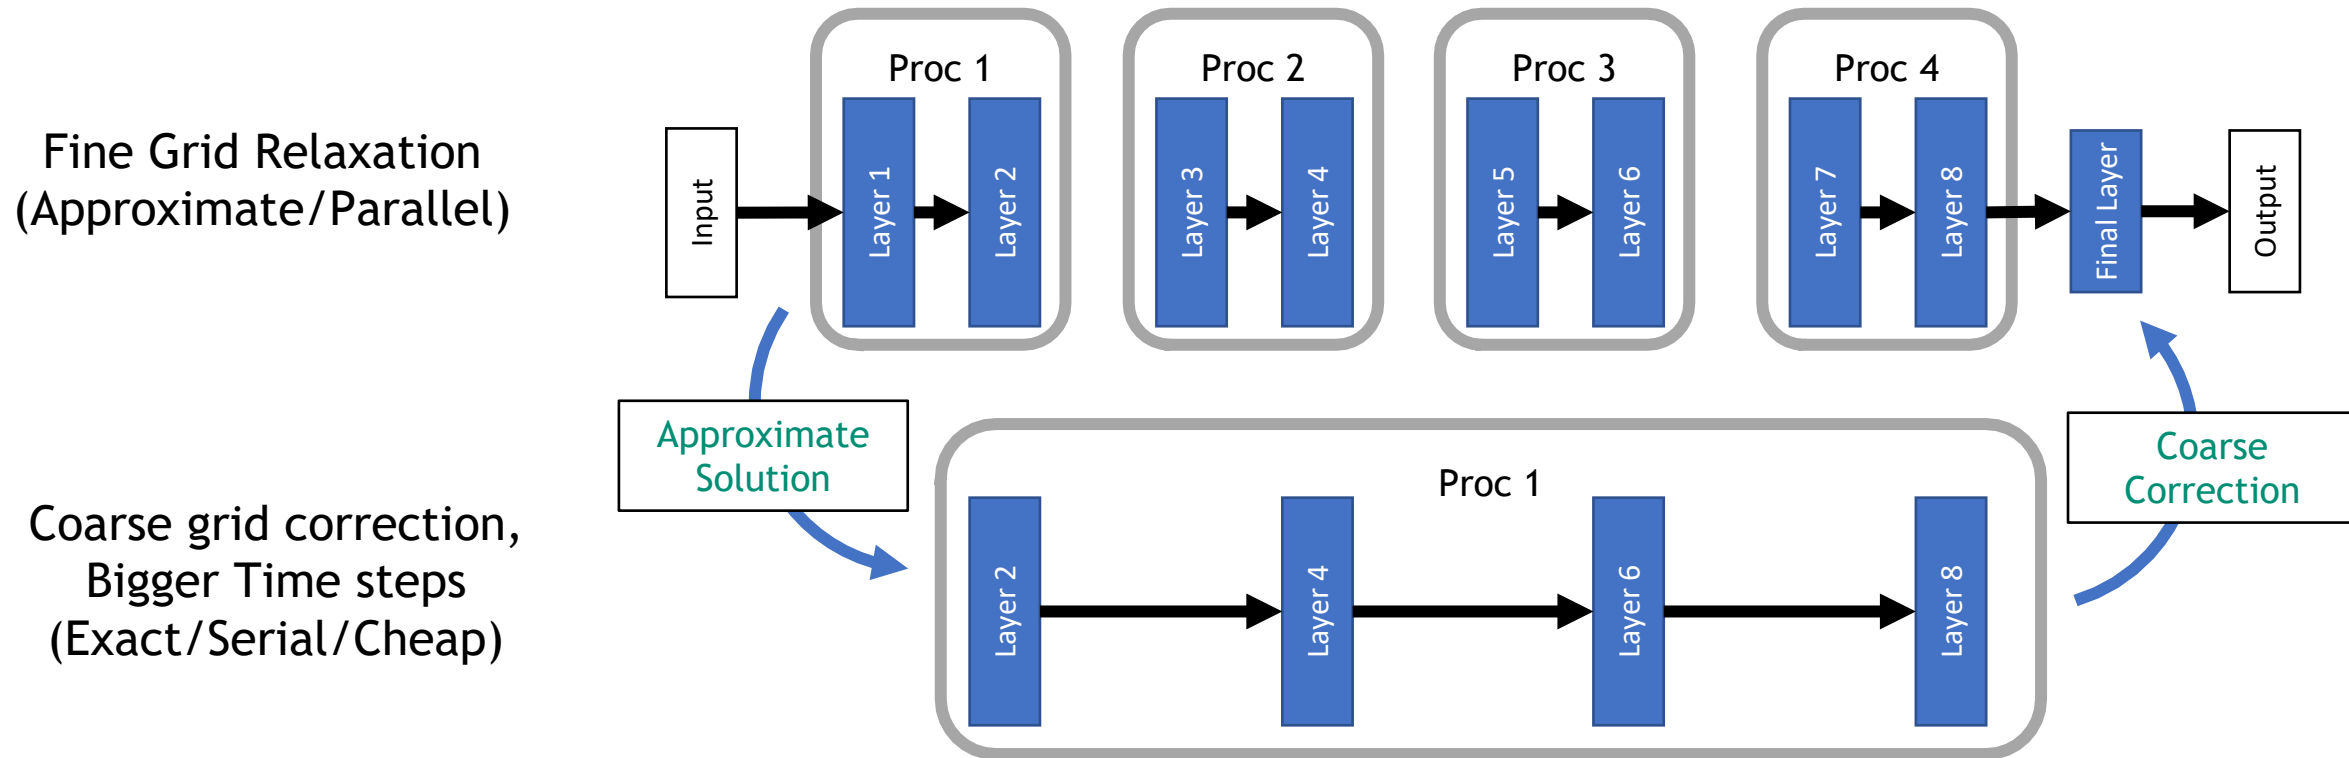 Fine Grid Relaxation
(Approximate/Parallel)
Input
Proc 1
Layer 1
Layer 2
Proc 2
Layer 3
Layer 4
Proc 3
Layer 5
Layer 6
Proc 4
Layer 7
Layer 8
Final Layer
Output
Approximate
Solution
Coarse
Correction
Coarse grid correction,
Bigger Time steps
(Exact/Serial/Cheap)
Proc 1
Layer 2
Layer 4
Layer 6
Layer 8